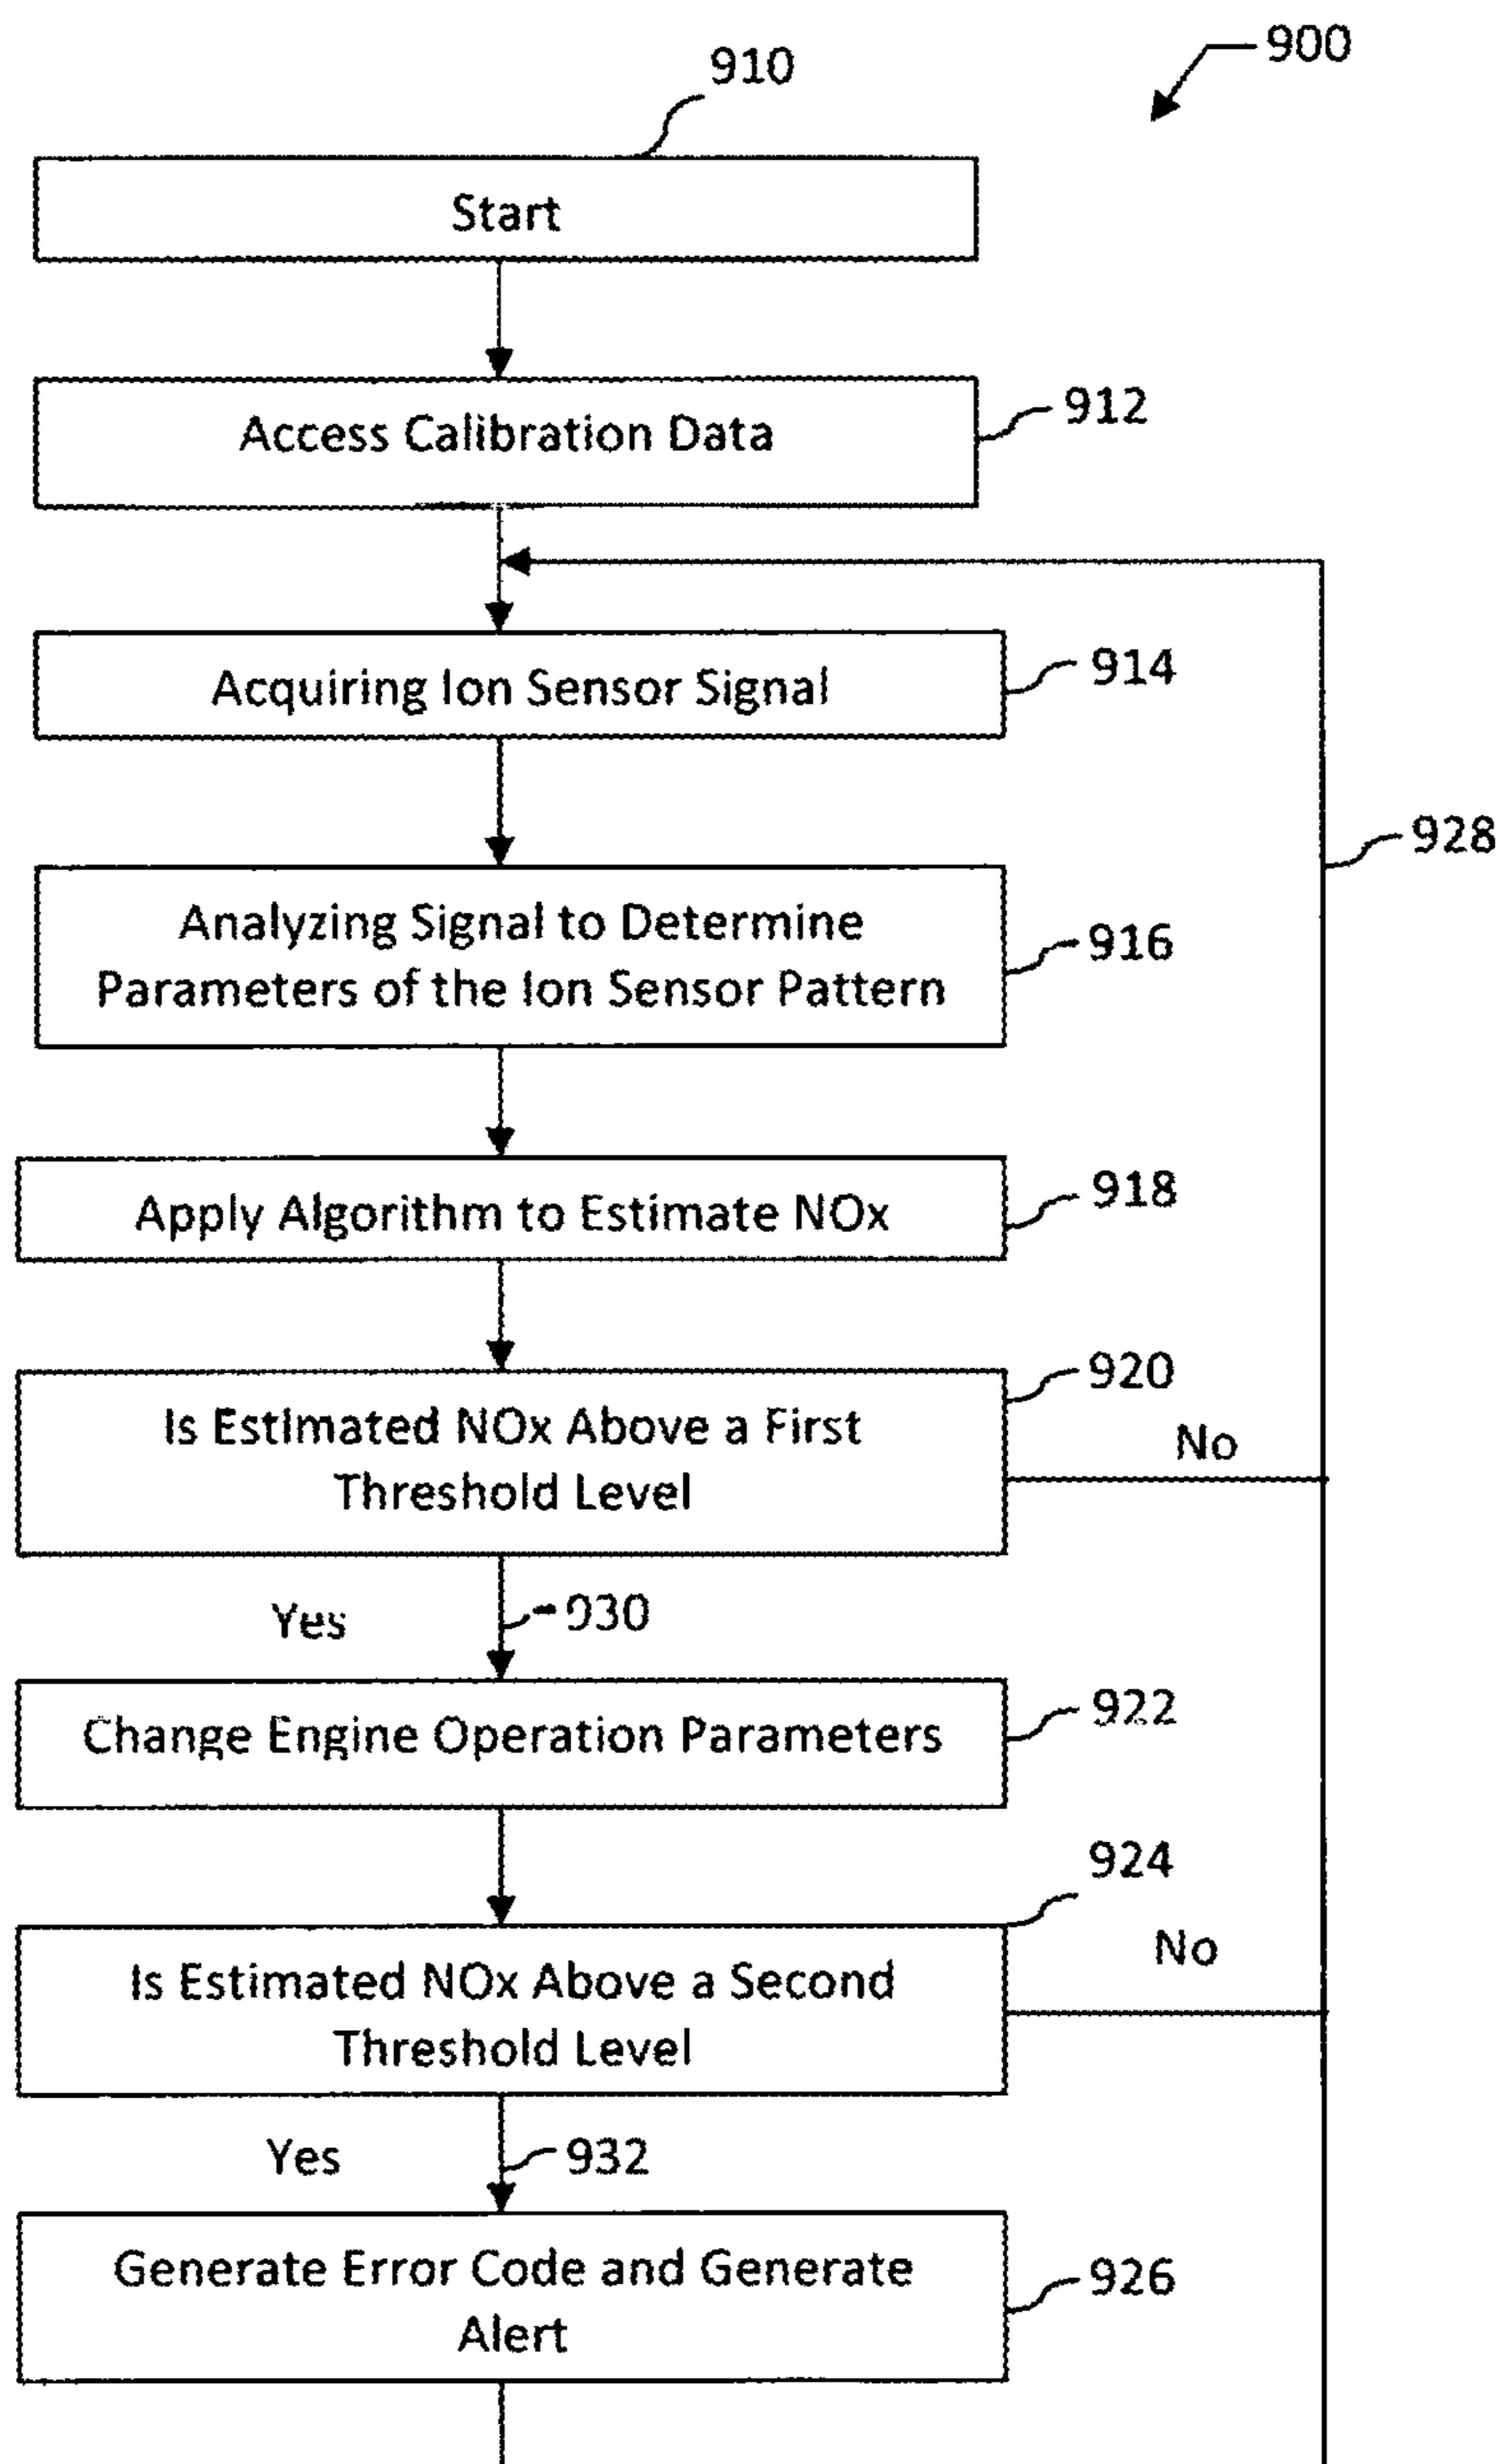 900
910
Start
Access Calibration Data
912
Acquiring Ion Sensor Signal
914
928
Analyzing Signal to Determine
Parameters of the Ion Sensor Pattern
916
Apply Algorithm to Estimate NOx
918
920
Is Estimated NOx Above a First
Threshold Level
No
Yes
930
Change Engine Operation Parameters
922
924
Is Estimated NOx Above a Second
Threshold Level
No
Yes
932
Generate Error Code and Generate
Alert
926